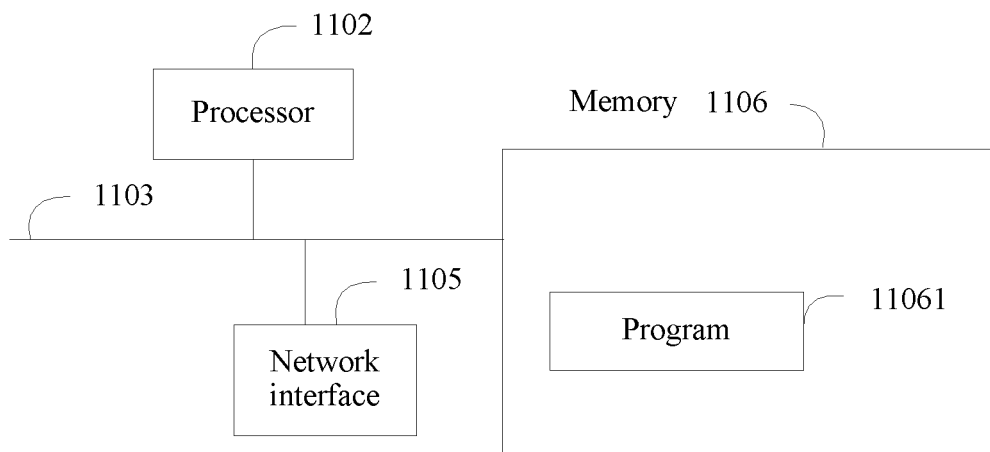 1102
Processor
Memory 1106
1103
1105
11061
Program
Network
interface